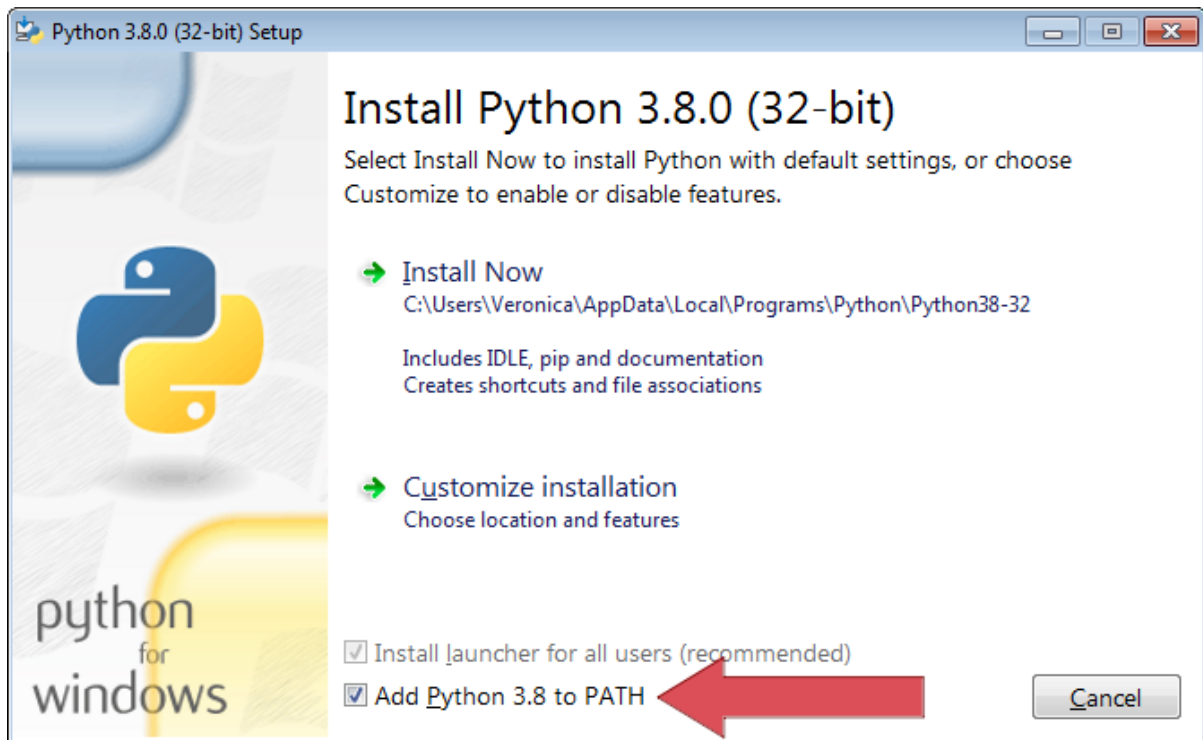 Python 3.8.0 (32-bit) Setup
Install Python 3.8.0 (32-bit)
Select Install Now to install Python with default settings, or choose
Customize to enable or disable features.
Install Now
C:\Users\Veronica\AppData\Local\Programs\Python\Python38-32
Includes IDLE, pip and documentation
Creates shortcuts and file associations
Customize installation
Choose location and features
python
for
windows
Install launcher for all users (recommended)
Add Python 3.8 to PATH
Cancel